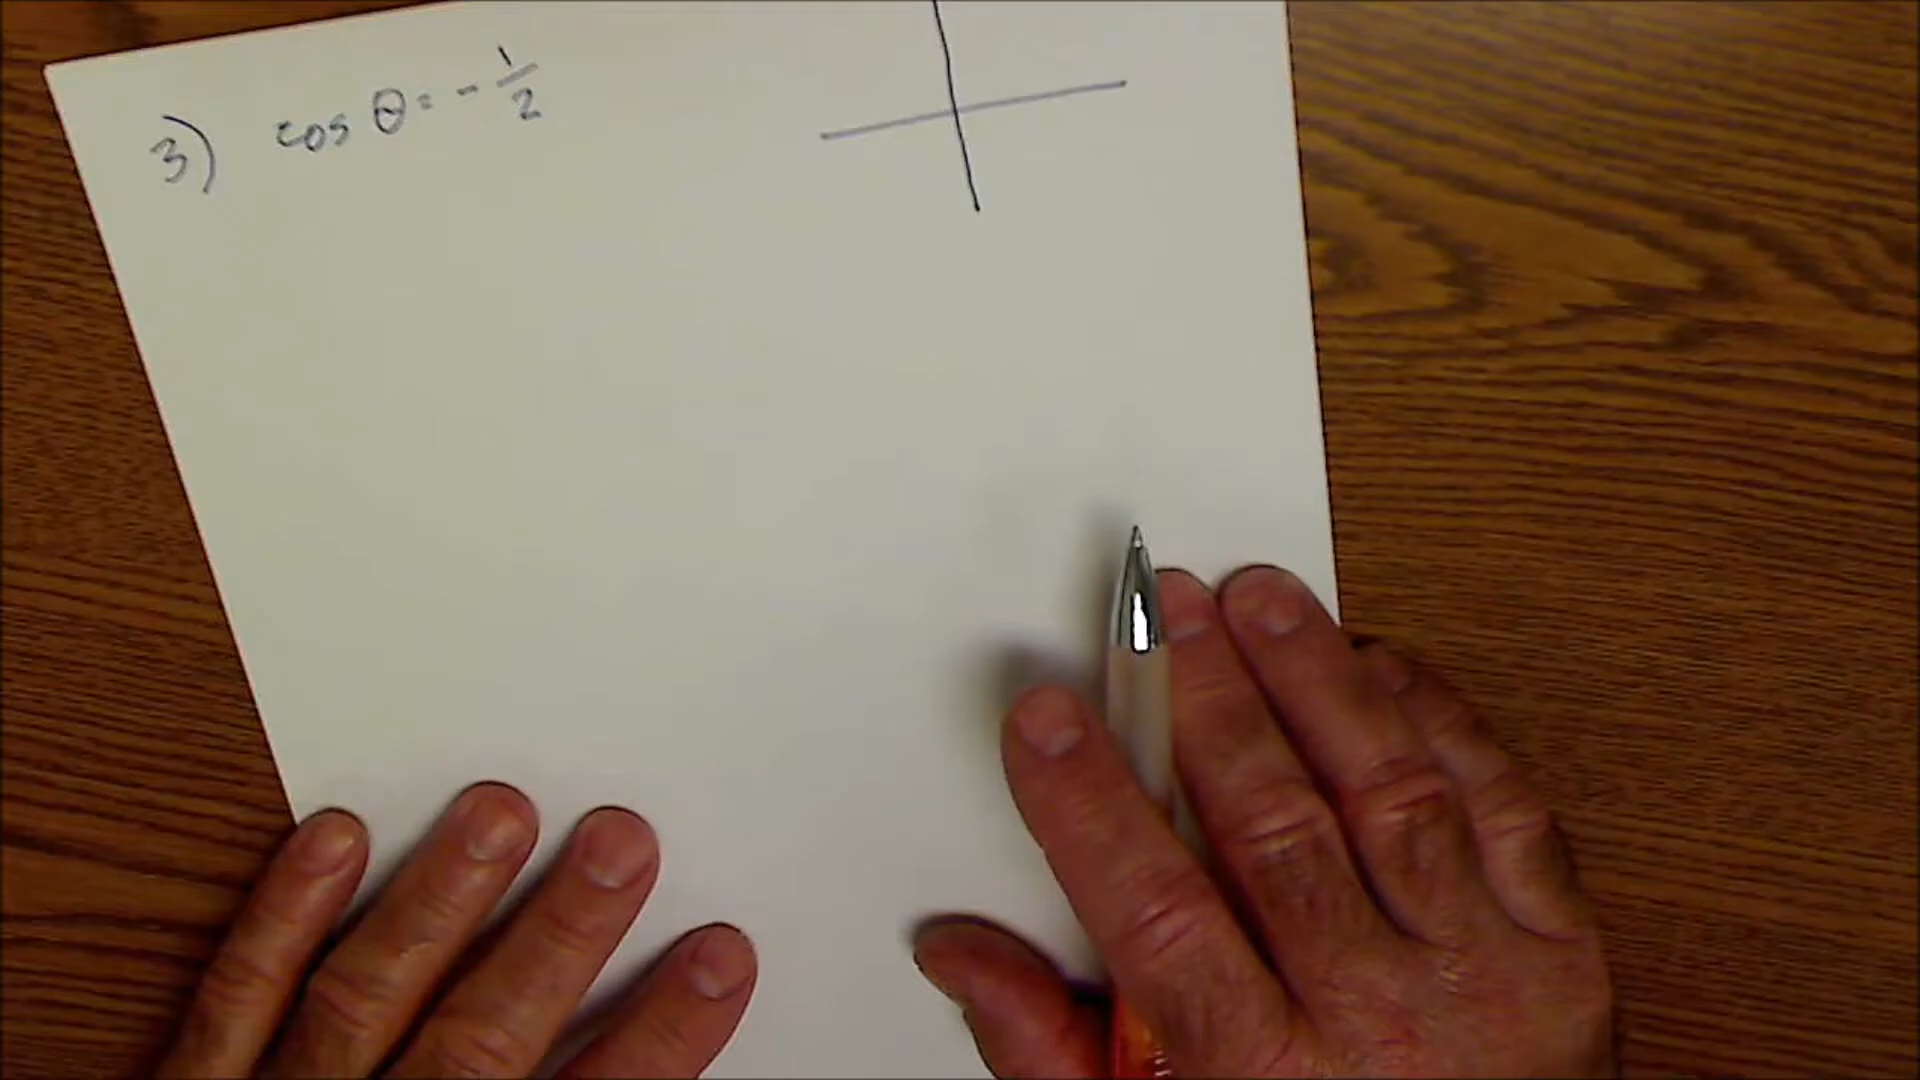 3) cos θ = - 1/2